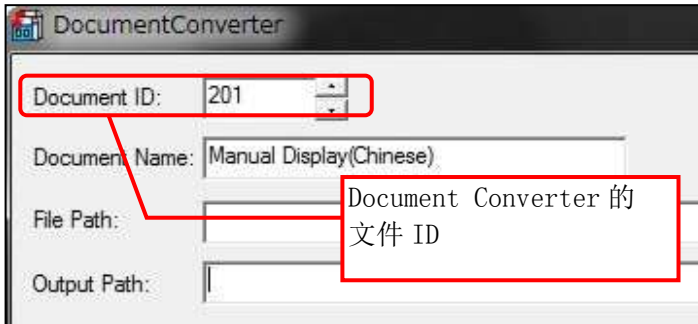 DocumentConverter
Document ID: 201
Document Name: Manual Display(Chinese)
Document Converter 的
文件 ID
File Path:
Output Path: